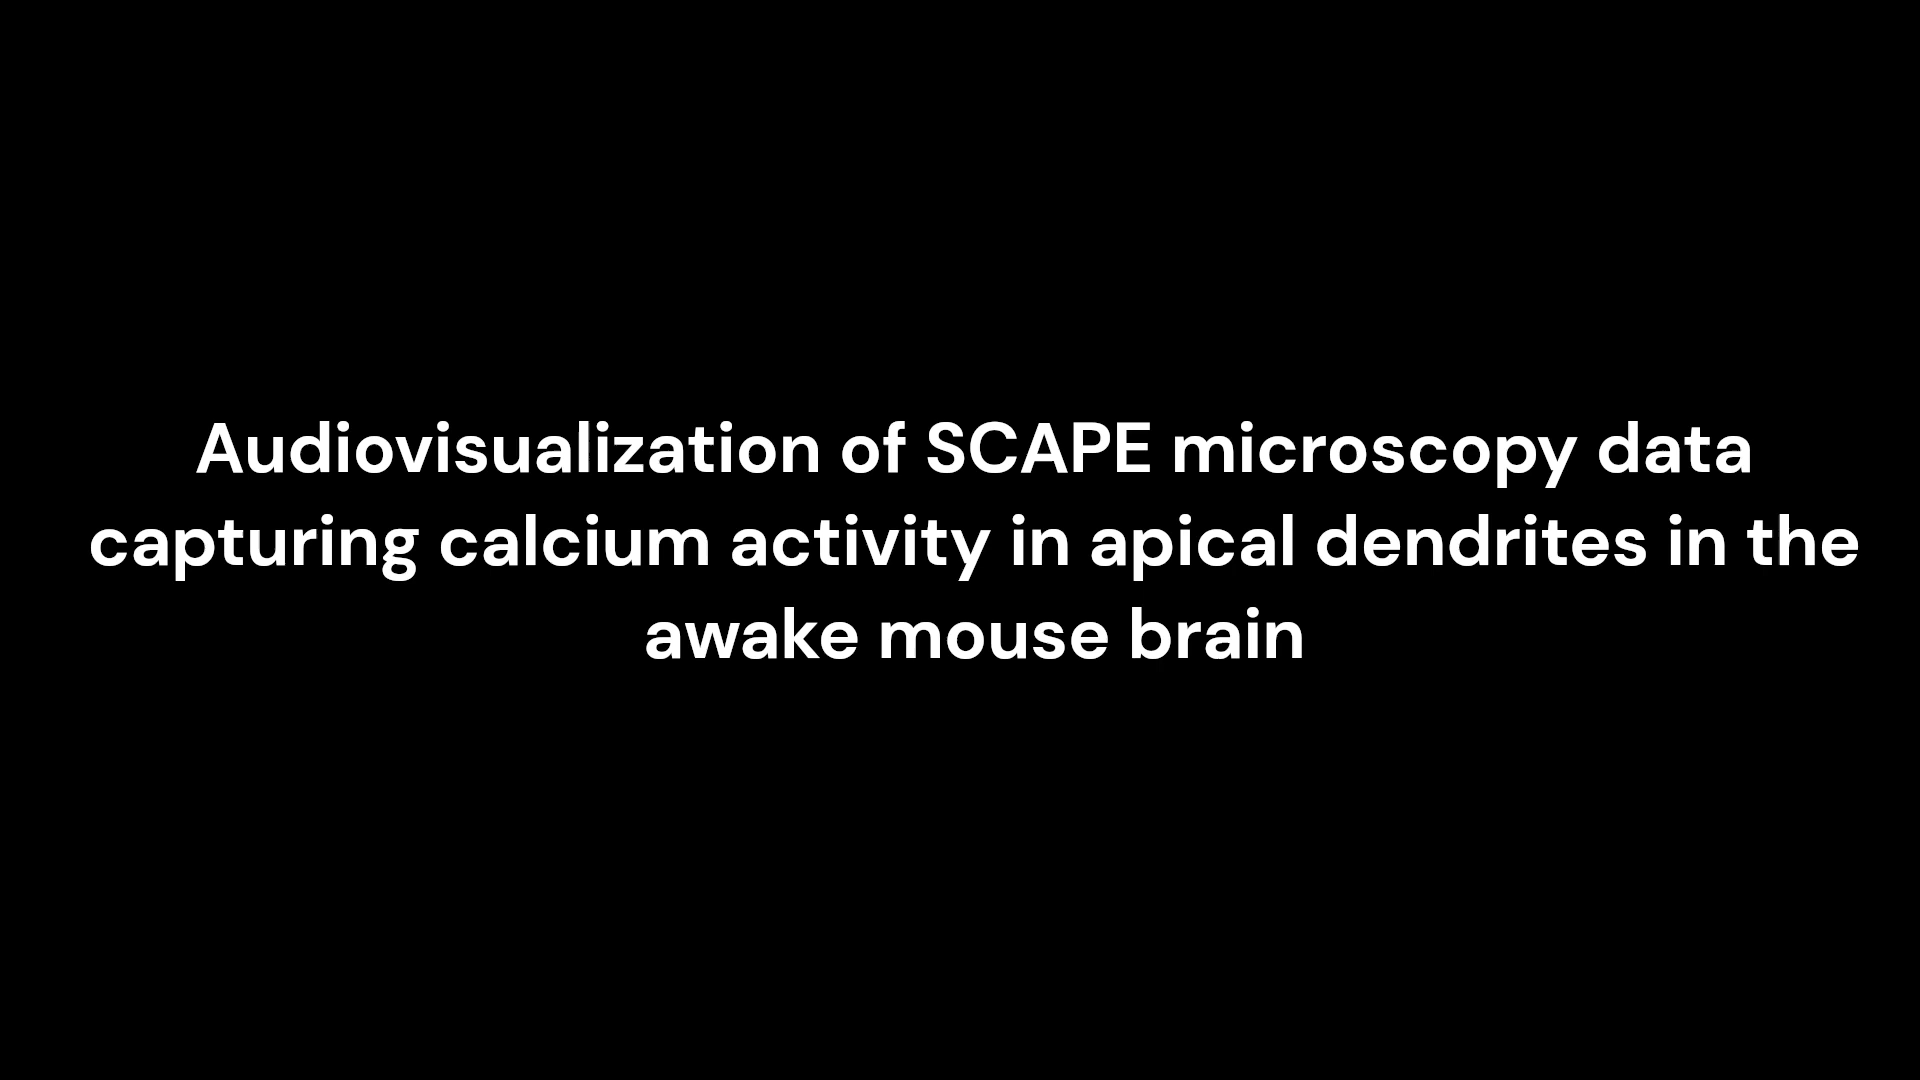 Audiovisualization of SCAPE microscopy data
capturing calcium activity in apical dendrites in the
awake mouse brain